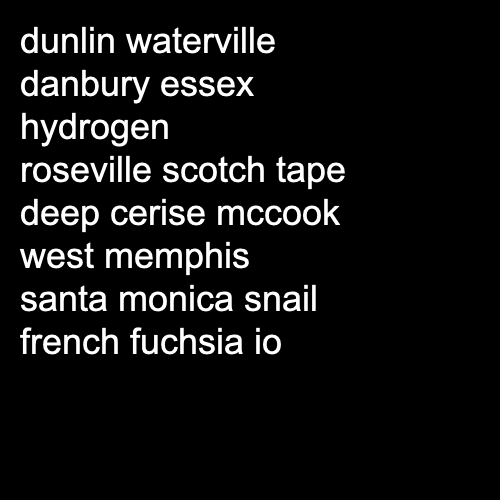 dunlin waterville
danbury essex
hydrogen
roseville scotch tape
deep cerise mccook
west memphis
santa monica snail
french fuchsia io